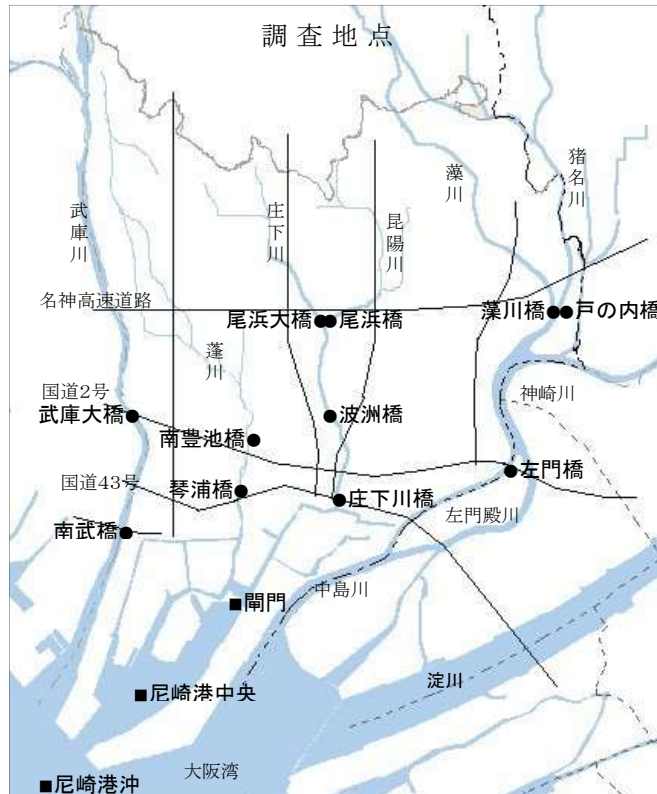 調査地点
猪名川
藻川
武庫川
庄下川
昆陽川
名神高速道路
尾浜大橋
尾浜橋
藻川橋
戸の内橋
蓬川
国道2号
神崎川
武庫大橋
波洲橋
南豊池橋
左門橋
国道43号
琴浦橋
庄下川橋
左門殿川
南武橋
中島川
閘門
淀川
尼崎港中央
大阪湾
尼崎港沖